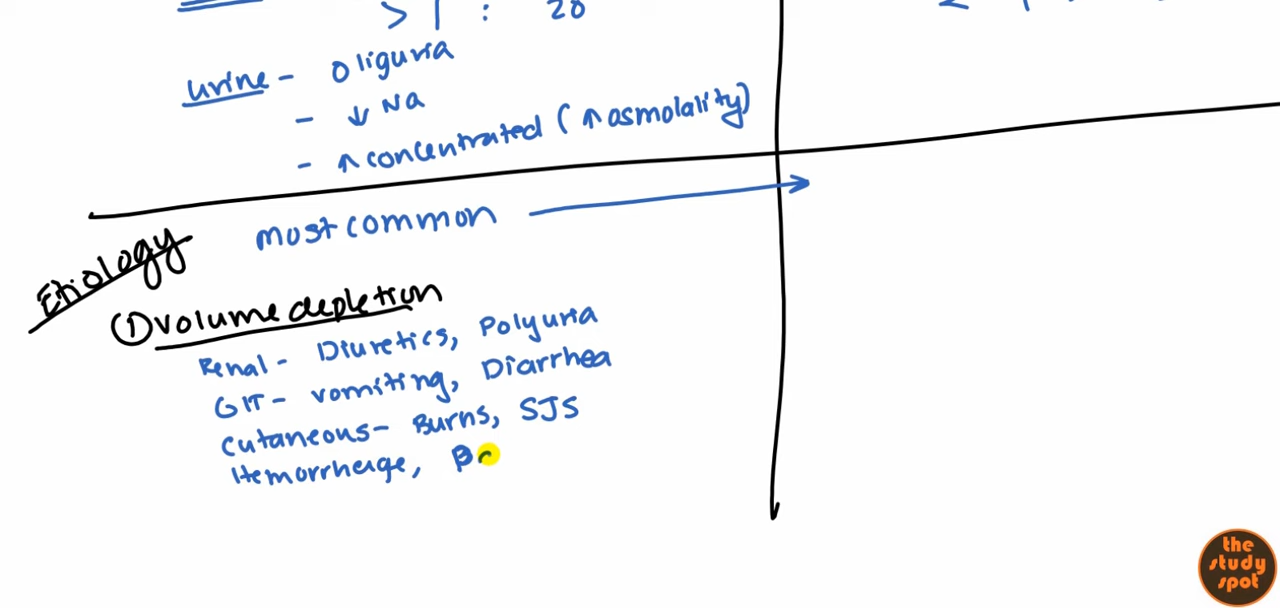 > 1 : 20
urine - Oliguria
- ↓ Na
- ↑ concentrated (↑ osmolality)
most common →
Etiology
① volume depletion
Renal - Diuretics, Polyuria
GIT - vomiting, Diarrhea
Cutaneous - Burns, SJS
Hemorrhage,
the
study
spot